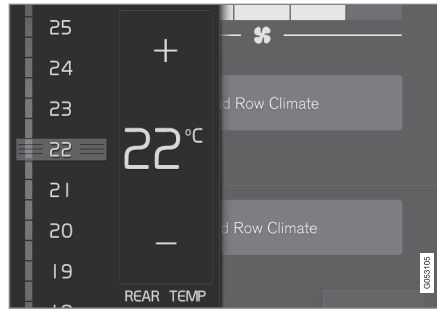 25
24
23
22
21
20
19
+
22°C
−
REAR TEMP
d Row Climate
d Row Climate
G053105